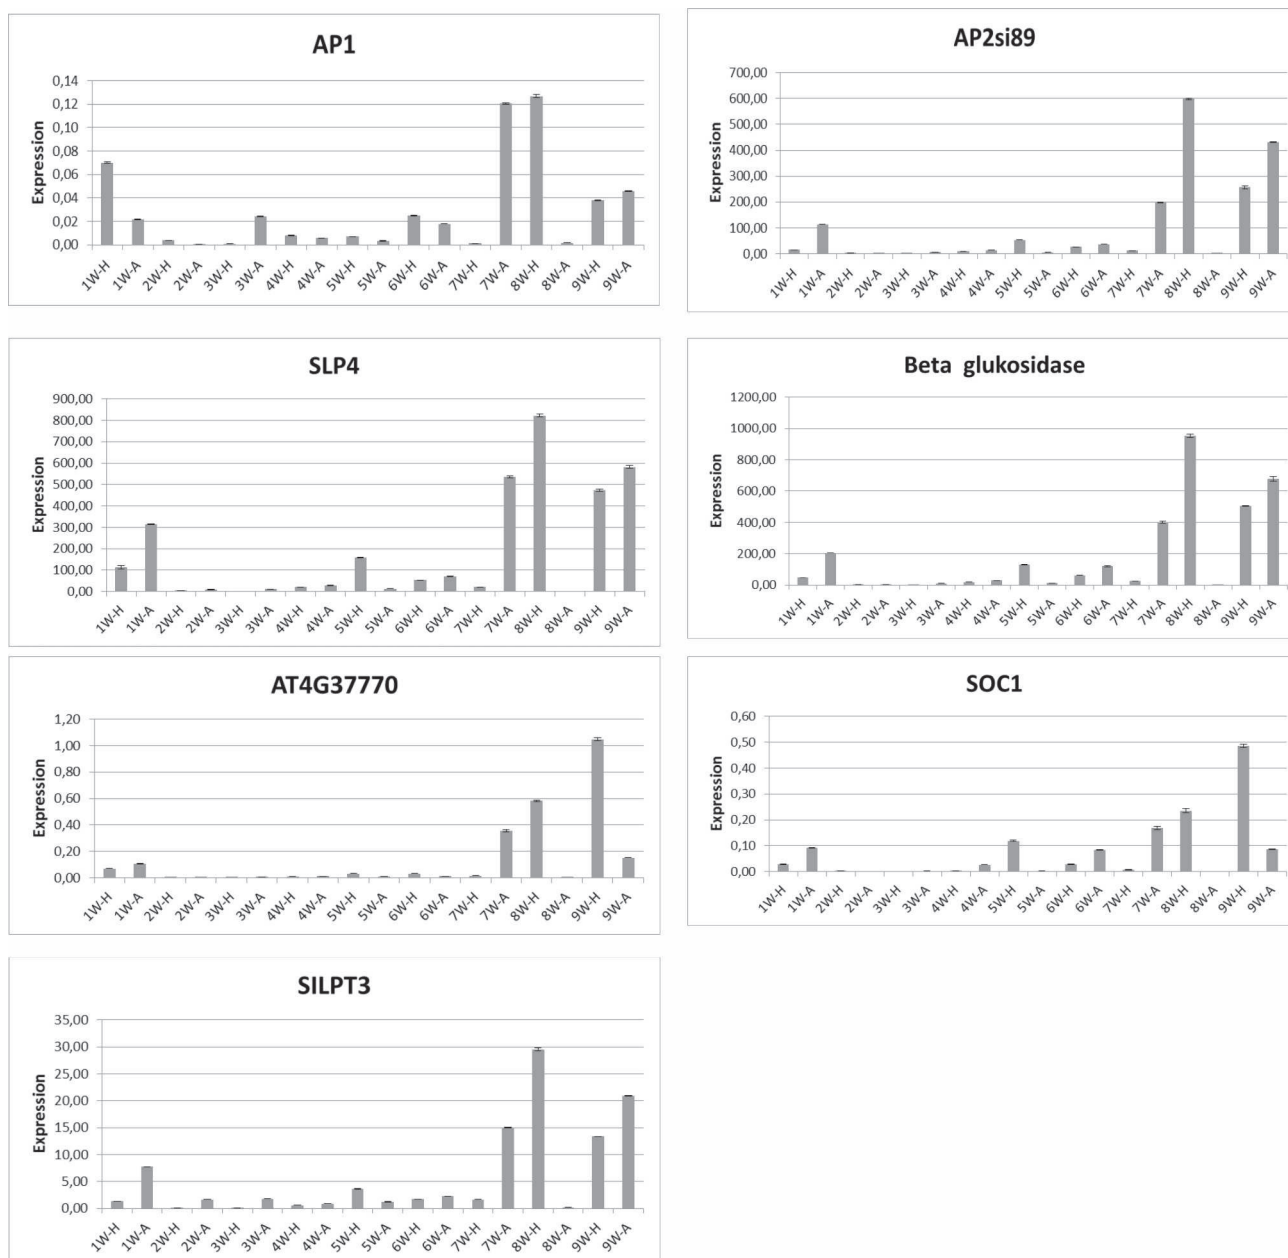 AP1
Expression
0,14
0,12
0,10
0,08
0,06
0,04
0,02
0,00
1W-H 1W-A 2W-H 2W-A 3W-H 3W-A 4W-H 4W-A 5W-H 5W-A 6W-H 6W-A 7W-H 7W-A 8W-H 8W-A 9W-H 9W-A
AP2si89
Expression
700,00
600,00
500,00
400,00
300,00
200,00
100,00
0,00
1W-H 1W-A 2W-H 2W-A 3W-H 3W-A 4W-H 4W-A 5W-H 5W-A 6W-H 6W-A 7W-H 7W-A 8W-H 8W-A 9W-H 9W-A
SLP4
Expression
900,00
800,00
700,00
600,00
500,00
400,00
300,00
200,00
100,00
0,00
1W-H 1W-A 2W-H 2W-A 3W-H 3W-A 4W-H 4W-A 5W-H 5W-A 6W-H 6W-A 7W-H 7W-A 8W-H 8W-A 9W-H 9W-A
Beta glukosidase
Expression
1200,00
1000,00
800,00
600,00
400,00
200,00
0,00
1W-H 1W-A 2W-H 2W-A 3W-H 3W-A 4W-H 4W-A 5W-H 5W-A 6W-H 6W-A 7W-H 7W-A 8W-H 8W-A 9W-H 9W-A
AT4G37770
Expression
1,20
1,00
0,80
0,60
0,40
0,20
0,00
1W-H 1W-A 2W-H 2W-A 3W-H 3W-A 4W-H 4W-A 5W-H 5W-A 6W-H 6W-A 7W-H 7W-A 8W-H 8W-A 9W-H 9W-A
SOC1
Expression
0,60
0,50
0,40
0,30
0,20
0,10
0,00
1W-H 1W-A 2W-H 2W-A 3W-H 3W-A 4W-H 4W-A 5W-H 5W-A 6W-H 6W-A 7W-H 7W-A 8W-H 8W-A 9W-H 9W-A
SILPT3
Expression
35,00
30,00
25,00
20,00
15,00
10,00
5,00
0,00
1W-H 1W-A 2W-H 2W-A 3W-H 3W-A 4W-H 4W-A 5W-H 5W-A 6W-H 6W-A 7W-H 7W-A 8W-H 8W-A 9W-H 9W-A